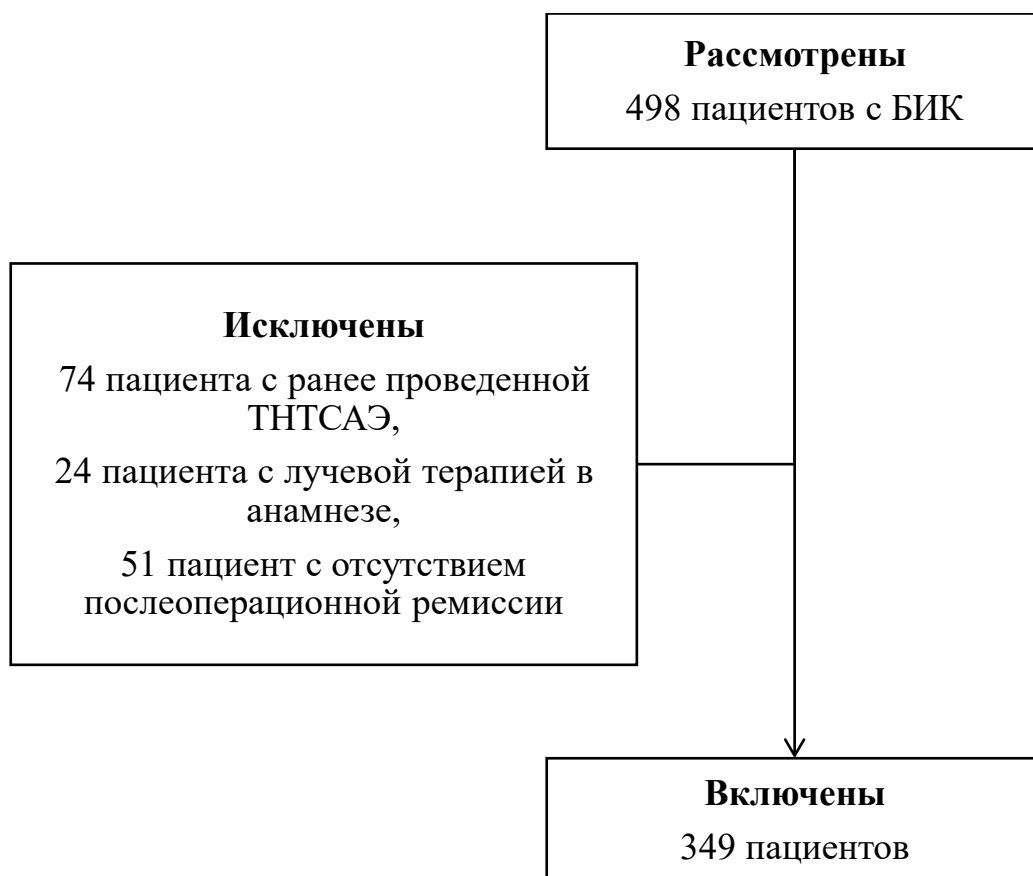 Рассмотрены
498 пациентов с БИК
Исключены
74 пациента с ранее проведенной
ТНТСАЭ,
24 пациента с лучевой терапией в
анамнезе,
51 пациент с отсутствием
послеоперационной ремиссии
Включены
349 пациентов